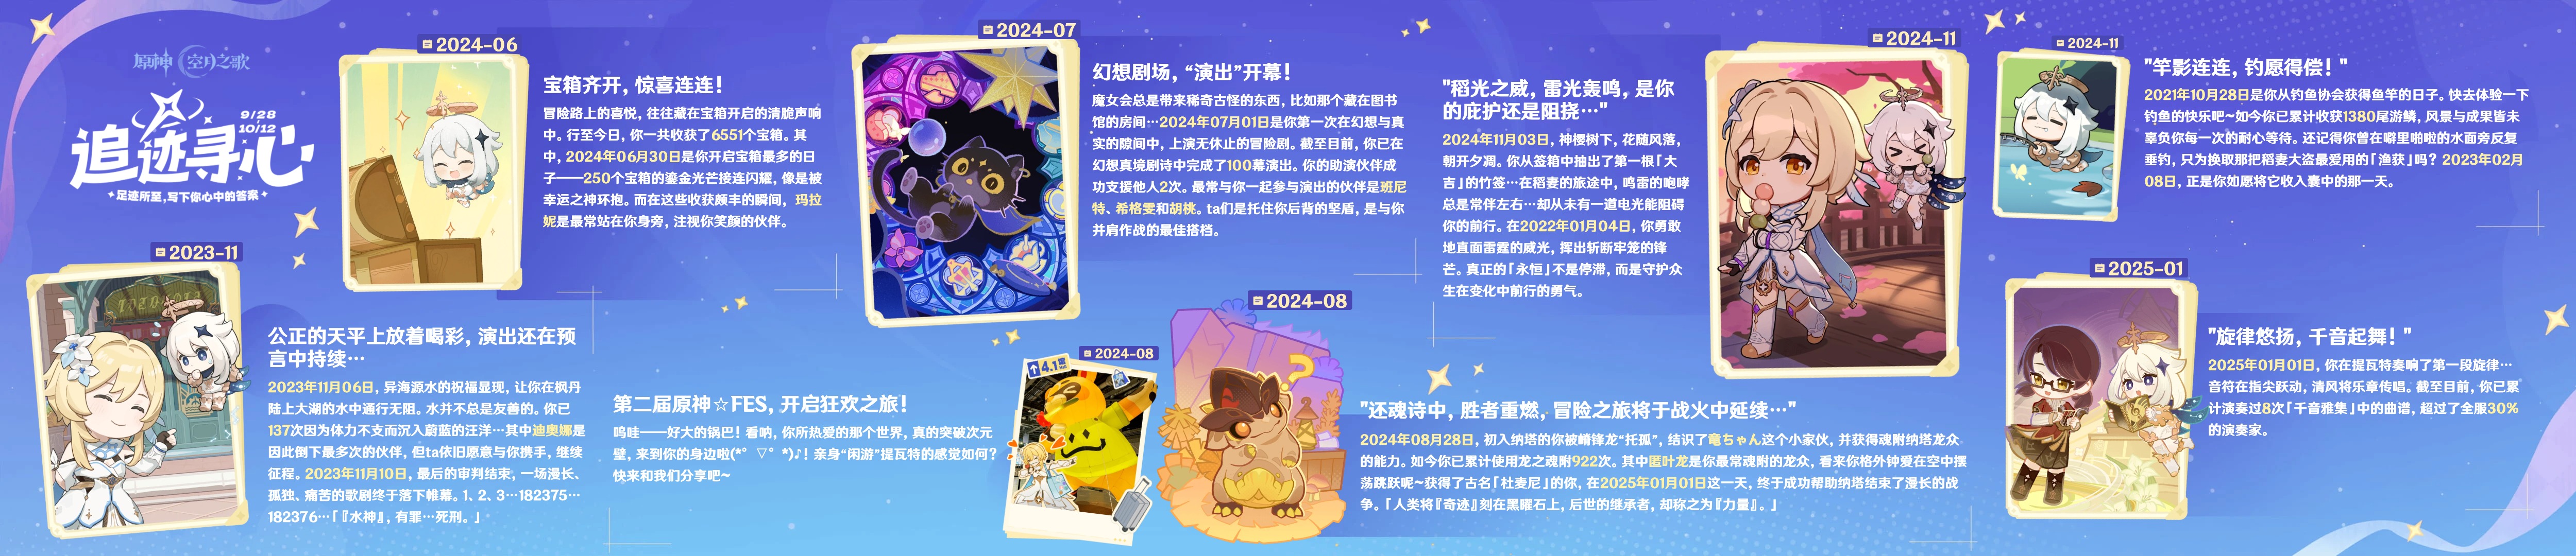 原神 空月之歌
9/28
10/12
追迹寻心
足迹所至,写下你心中的答案
2023-11
公正的天平上放着喝彩, 演出还在预
言中持续…
2023年11月06日, 异海源水的祝福显现, 让你在枫丹
陆上大湖的水中通行无阻。水并不总是友善的。你已
137次因为体力不支而沉入蔚蓝的汪洋…其中迪奥娜是
因此倒下最多次的伙伴, 但ta依旧愿意与你携手, 继续
征程。2023年11月10日, 最后的审判结束, 一场漫长、
孤独、痛苦的歌剧终于落下帷幕。1、2、3…182375…
182376…「『水神』, 有罪…死刑。」
2024-06
宝箱齐开, 惊喜连连!
冒险路上的喜悦, 往往藏在宝箱开启的清脆声响
中。行至今日, 你一共收获了6551个宝箱。其
中, 2024年06月30日是你开启宝箱最多的日
子——250个宝箱的鎏金光芒接连闪耀, 像是被
幸运之神环抱。而在这些收获颇丰的瞬间, 玛拉
妮是最常站在你身旁, 注视你笑颜的伙伴。
2024-07
幻想剧场, “演出”开幕!
魔女会总是带来稀奇古怪的东西, 比如那个藏在图书
馆的房间…2024年07月01日是你第一次在幻想与真
实的隙间中, 上演无休止的冒险剧。截至目前, 你已在
幻想真境剧诗中完成了100幕演出。你的助演伙伴成
功支援他人2次。最常与你一起参与演出的伙伴是班尼
特、希格雯和胡桃。ta们是托住你后背的坚盾, 是与你
并肩作战的最佳搭档。
第二届原神☆FES, 开启狂欢之旅!
呜哇——好大的锅巴! 看呐, 你所热爱的那个世界, 真的突破次元
壁, 来到你的身边啦(*°▽°*)♪! 亲身“闲游”提瓦特的感觉如何?
快来和我们分享吧~
2024-08
4.1
2024-08
"还魂诗中, 胜者重燃, 冒险之旅将于战火中延续…"
2024年08月28日, 初入纳塔的你被嵴锋龙“托孤”, 结识了竜ちゃん这个小家伙, 并获得魂附纳塔龙众
的能力。如今你已累计使用龙之魂附922次。其中匿叶龙是你最常魂附的龙众, 看来你格外钟爱在空中摆
荡跳跃呢~获得了古名「杜麦尼」的你, 在2025年01月01日这一天, 终于成功帮助纳塔结束了漫长的战
争。「人类将『奇迹』刻在黑曜石上, 后世的继承者, 却称之为『力量』。」
2024-11
"稻光之威, 雷光轰鸣, 是你
的庇护还是阻挠…"
2024年11月03日, 神樱树下, 花随风落,
朝开夕凋。你从签箱中抽出了第一根「大
吉」的竹签…在稻妻的旅途中, 鸣雷的咆哮
总是常伴左右…却从未有一道电光能阻碍
你的前行。在2022年01月04日, 你勇敢
地直面雷霆的威光, 挥出斩断牢笼的锋
芒。真正的「永恒」不是停滞, 而是守护众
生在变化中前行的勇气。
2024-11
"竿影连连, 钓愿得偿! "
2021年10月28日是你从钓鱼协会获得鱼竿的日子。快去体验一下
钓鱼的快乐吧~如今你已累计收获1380尾游鳞, 风景与成果皆未
辜负你每一次的耐心等待。还记得你曾在噼里啪啦的水面旁反复
垂钓, 只为换取那把稻妻大盗最爱用的「渔获」吗? 2023年02月
08日, 正是你如愿将它收入囊中的那一天。
2025-01
"旋律悠扬, 千音起舞! "
2025年01月01日, 你在提瓦特奏响了第一段旋律…
音符在指尖跃动, 清风将乐章传唱。截至目前, 你已累
计演奏过8次「千音雅集」中的曲谱, 超过了全服30%
的演奏家。